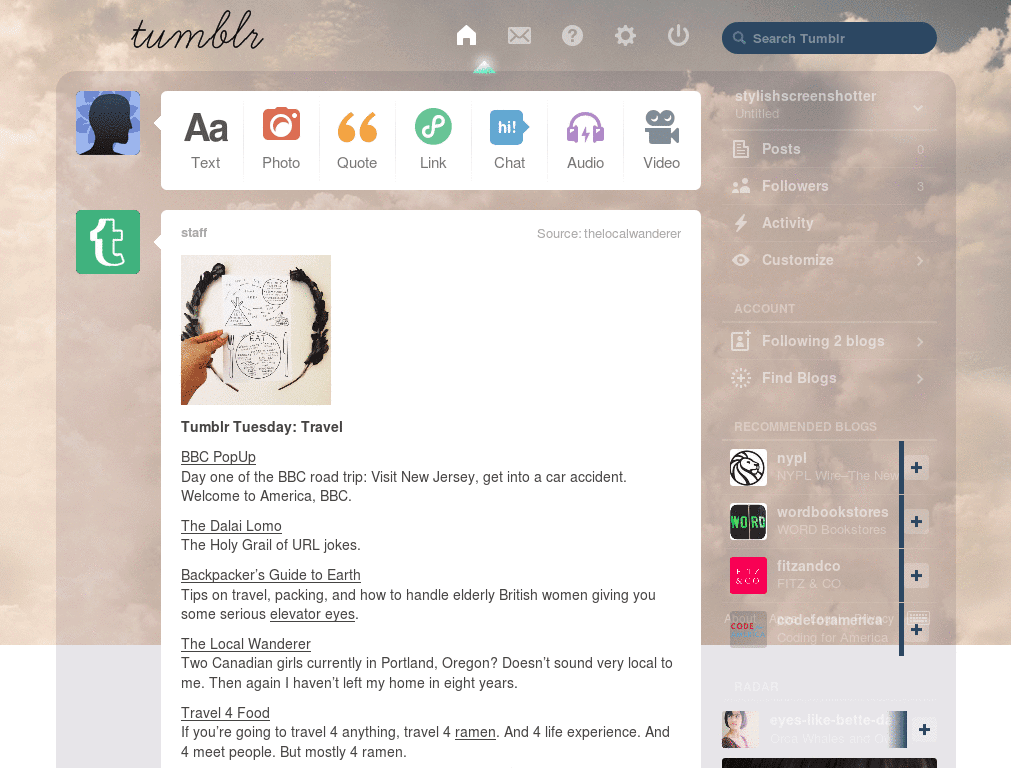 tumblr
Search Tumblr
Aa
Text
Photo
Quote
Link
hi!
Chat
Audio
Video
staff
Source: thelocalwanderer
EAT
Tumblr Tuesday: Travel
BBC PopUp
Day one of the BBC road trip: Visit New Jersey, get into a car accident.
Welcome to America, BBC.
The Dalai Lomo
The Holy Grail of URL jokes.
Backpacker's Guide to Earth
Tips on travel, packing, and how to handle elderly British women giving you
some serious elevator eyes.
The Local Wanderer
Two Canadian girls currently in Portland, Oregon? Doesn't sound very local to
me. Then again I haven't left my home in eight years.
Travel 4 Food
If you're going to travel 4 anything, travel 4 ramen. And 4 life experience. And
4 meet people. But mostly 4 ramen.
stylishscreenshotter
Untitled
Posts 0
Followers 3
Activity
Customize
ACCOUNT
Following 2 blogs
Find Blogs
RECOMMENDED BLOGS
nypl
NYPL Wire–The New
WORD
wordbookstores
WORD Bookstores
FITZ
&CO
fitzandco
FITZ & CO.
CODE
codeforamerica
About Legal Privacy
Coding for America
RADAR
eyes-like-bette-da
Orca Whales and